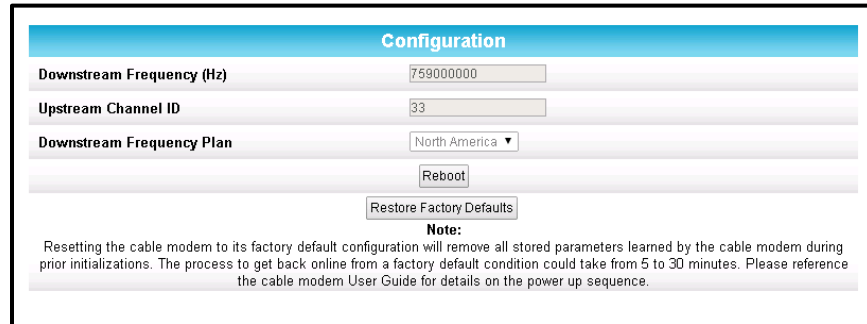 Configuration
Downstream Frequency (Hz) 759000000
Upstream Channel ID 33
Downstream Frequency Plan North America ▼
Reboot
Restore Factory Defaults
Note:
Resetting the cable modem to its factory default configuration will remove all stored parameters learned by the cable modem during
prior initializations. The process to get back online from a factory default condition could take from 5 to 30 minutes. Please reference
the cable modem User Guide for details on the power up sequence.